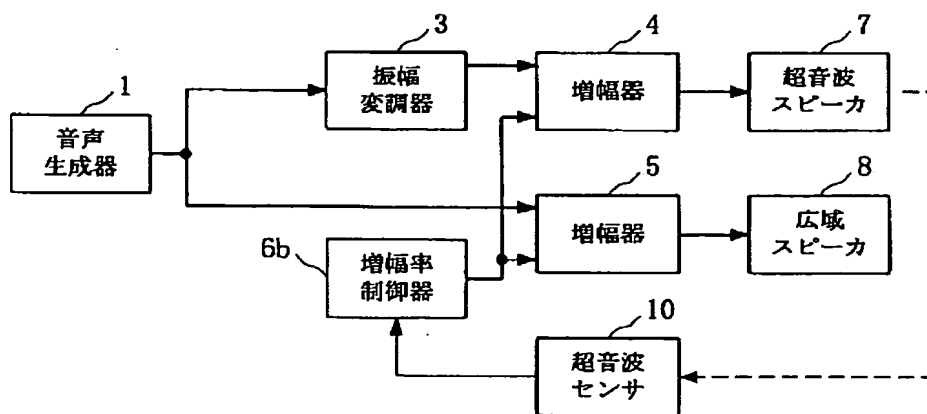 1
音声
生成器
3
振幅
変調器
4
増幅器
7
超音波
スピーカ
5
増幅器
8
広域
スピーカ
6b
増幅率
制御器
10
超音波
センサ